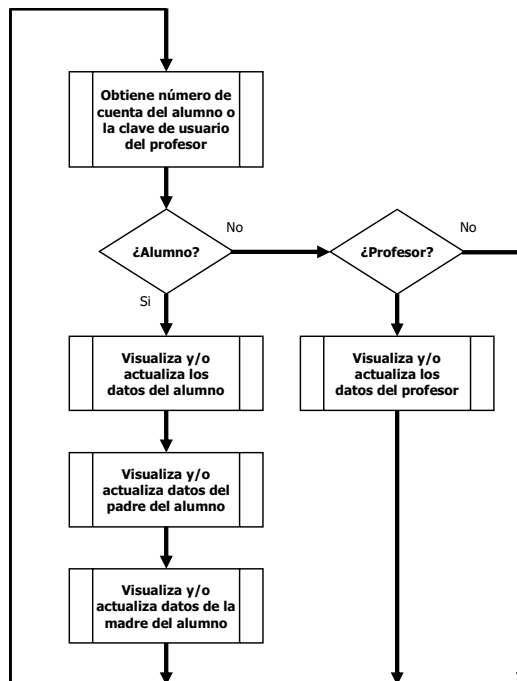 Obtiene número de
cuenta del alumno o
la clave de usuario
del profesor
¿Alumno?
No
¿Profesor?
No
Si
Visualiza y/o
actualiza los
datos del alumno
Visualiza y/o
actualiza los
datos del profesor
Visualiza y/o
actualiza datos del
padre del alumno
Visualiza y/o
actualiza datos de la
madre del alumno